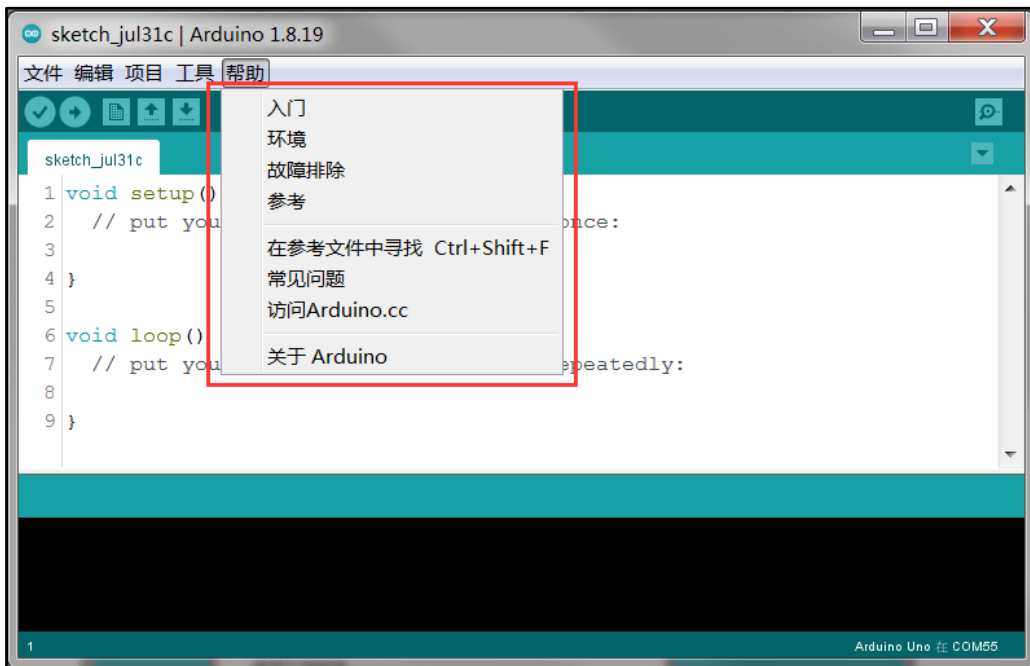 sketch_jul31c | Arduino 1.8.19
文件 编辑 项目 工具 帮助
入门
环境
故障排除
参考
在参考文件中寻找 Ctrl+Shift+F
常见问题
访问Arduino.cc
关于 Arduino
sketch_jul31c
1 void setup()
2 // put you once:
3
4 }
5
6 void loop()
7 // put you epeatedly:
8
9 }
1
Arduino Uno 在 COM55